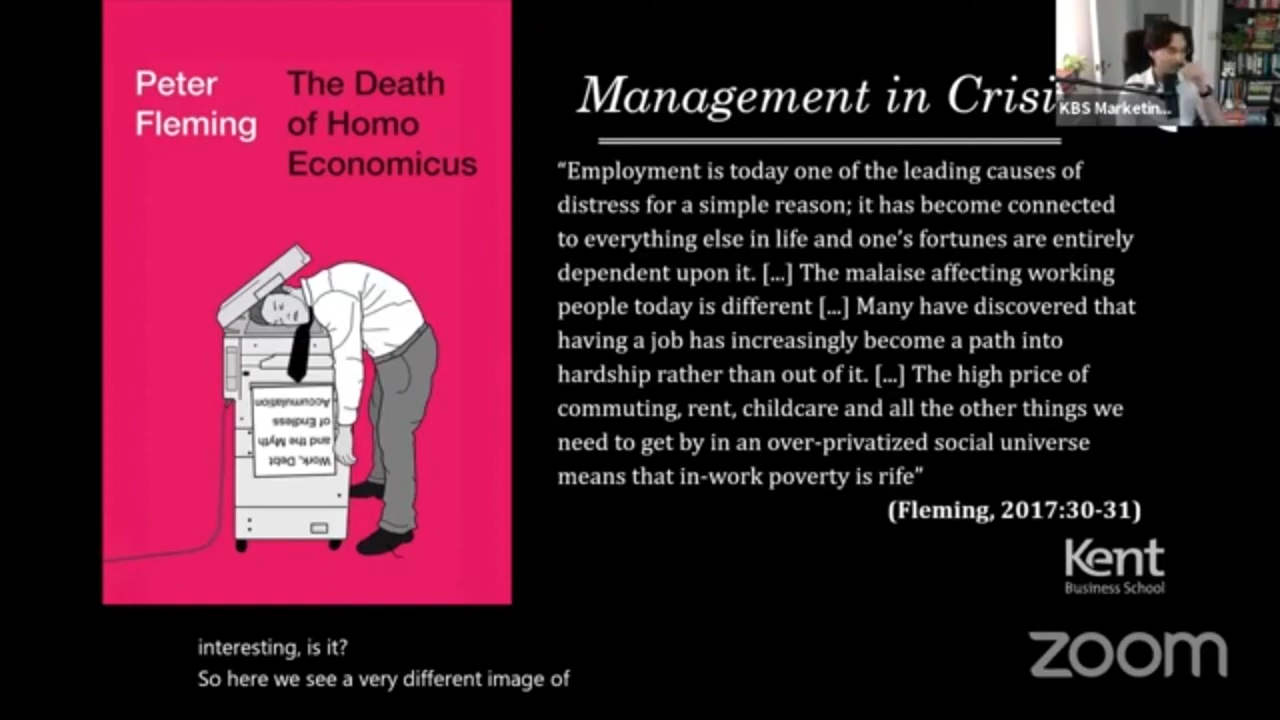 Peter
Fleming
The Death
of Homo
Economicus
Work, Debt
and the Myth
of Endless
Accumulation
Management in Crisi
KBS Marketin...
“Employment is today one of the leading causes of
distress for a simple reason; it has become connected
to everything else in life and one’s fortunes are entirely
dependent upon it. [...] The malaise affecting working
people today is different [...] Many have discovered that
having a job has increasingly become a path into
hardship rather than out of it. [...] The high price of
commuting, rent, childcare and all the other things we
need to get by in an over-privatized social universe
means that in-work poverty is rife”
(Fleming, 2017:30-31)
Kent
Business School
zoom
interesting, is it?
So here we see a very different image of